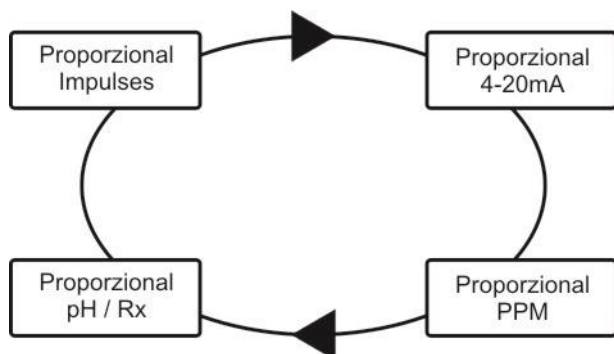 Proporzional
Impulses
Proporzional
4-20mA
Proporzional
pH / Rx
Proporzional
PPM